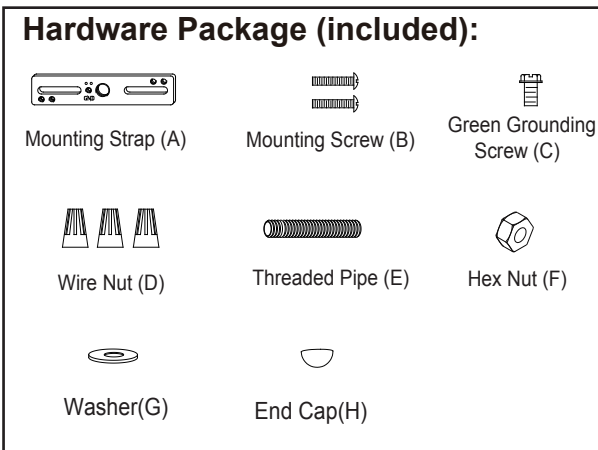 Hardware Package (included):
GND
Mounting Strap (A)
Mounting Screw (B)
Green Grounding
Screw (C)
Wire Nut (D)
Threaded Pipe (E)
Hex Nut (F)
Washer(G)
End Cap(H)